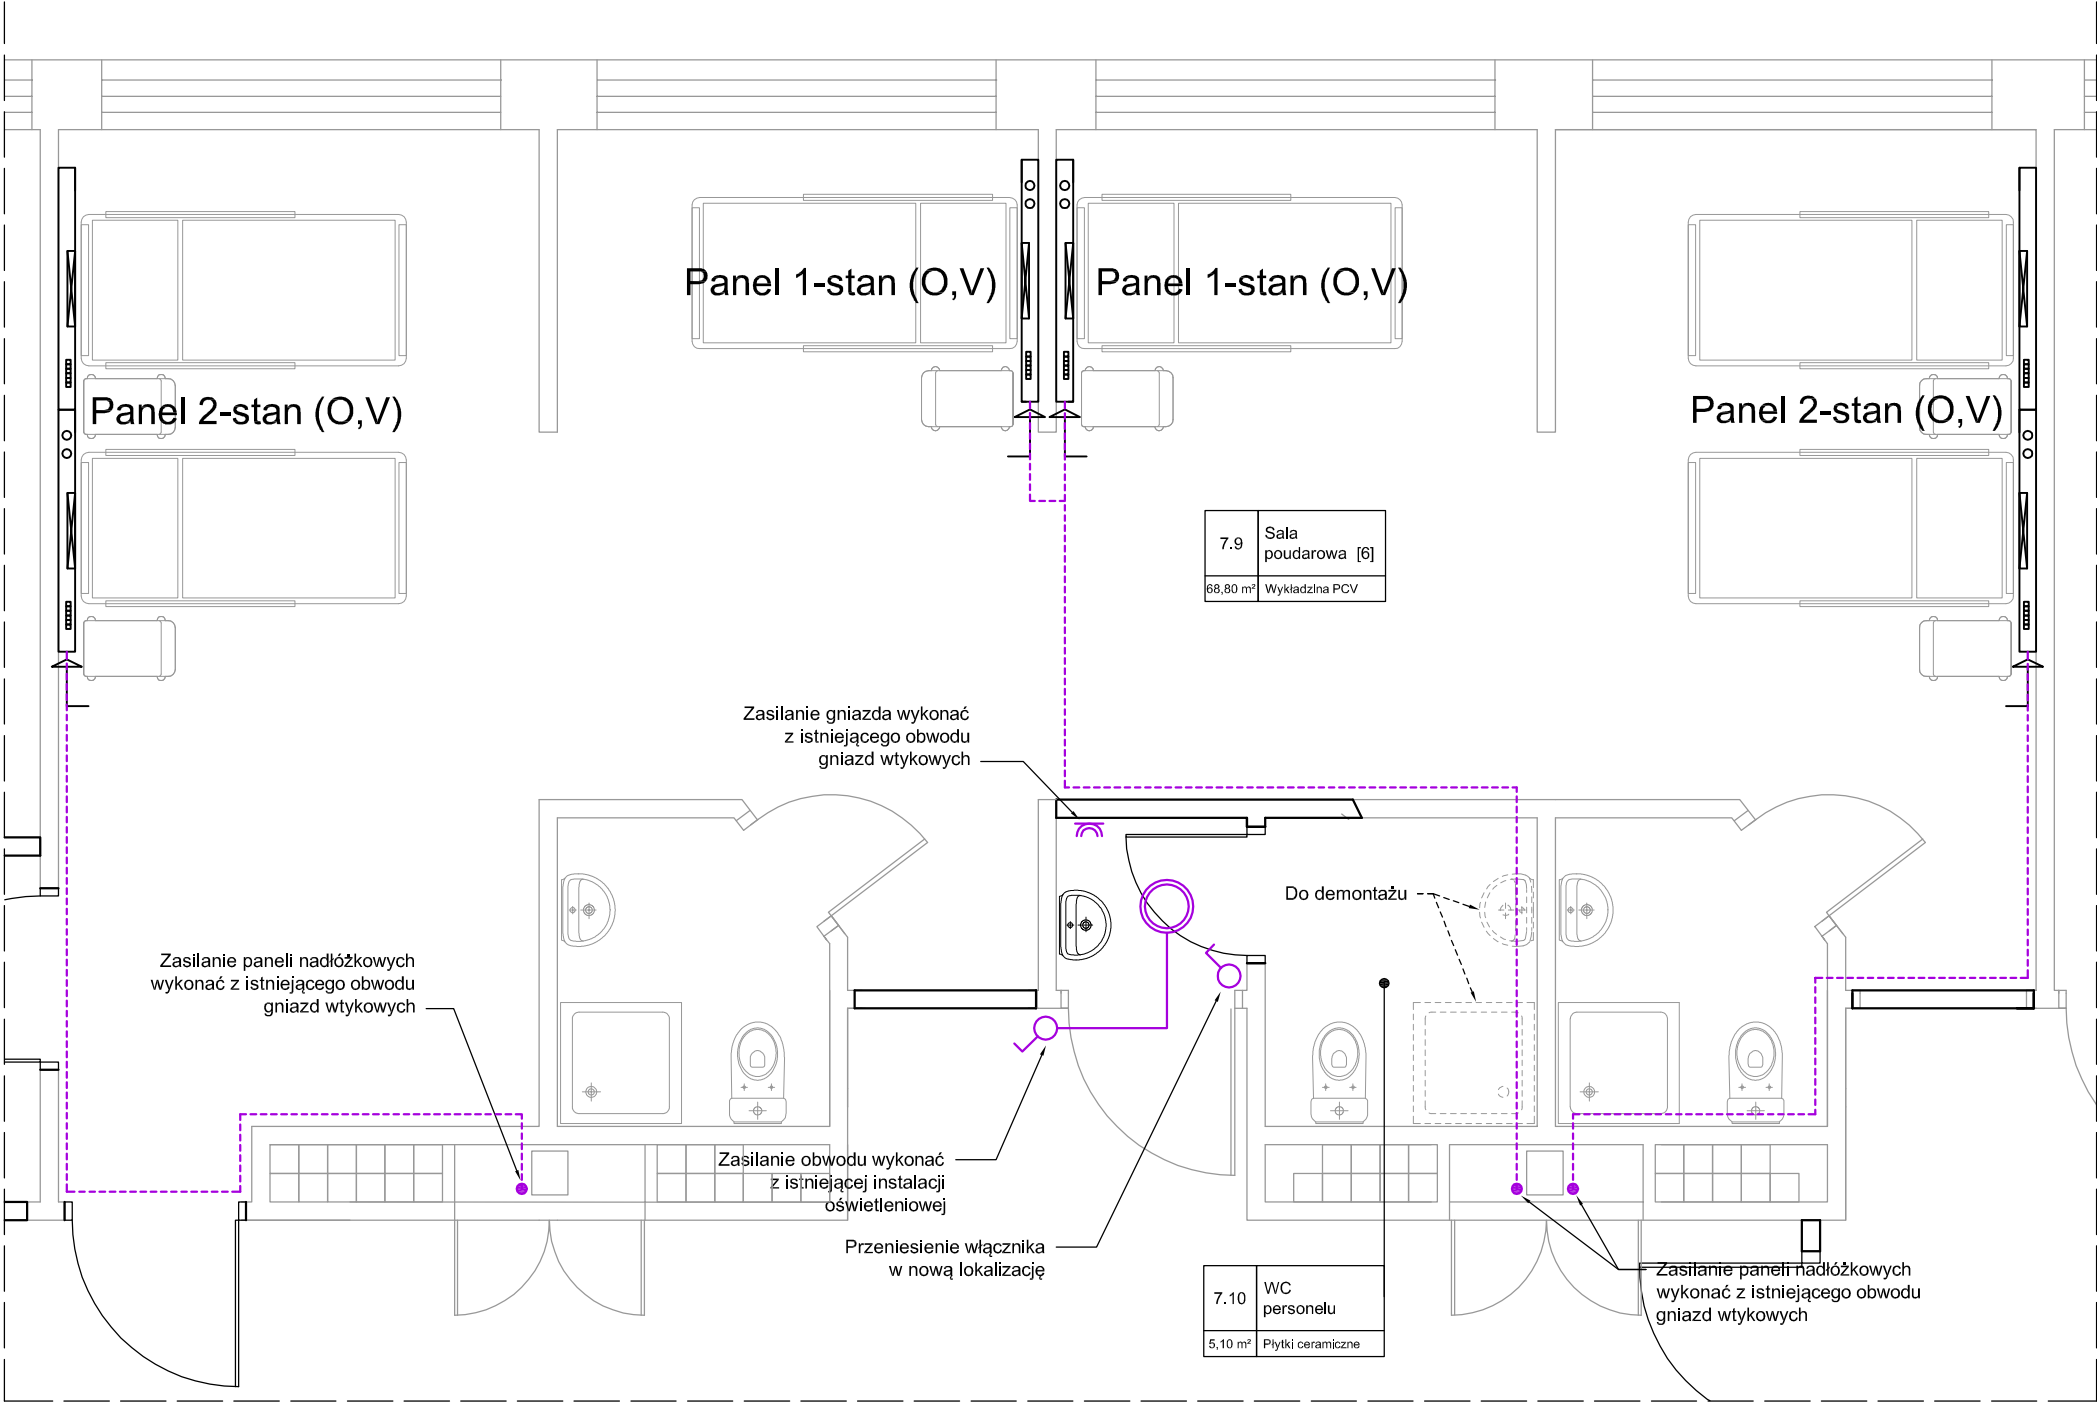 Panel 1-stan (O,V)
Panel 1-stan (O,V)
Panel 2-stan (O,V)
Panel 2-stan (O,V)
7.9
Sala
poudarowa [6]
68,80 m²
Wykładzina PCV
Zasilanie gniazda wykonać
z istniejącego obwodu
gniazd wtykowych
Do demontażu
Zasilanie paneli nadłóżkowych
wykonać z istniejącego obwodu
gniazd wtykowych
Zasilanie obwodu wykonać
z istniejącej instalacji
oświetleniowej
Przeniesienie włącznika
w nową lokalizację
7.10
WC
personelu
5,10 m²
Płytki ceramiczne
Zasilanie paneli nadłóżkowych
wykonać z istniejącego obwodu
gniazd wtykowych